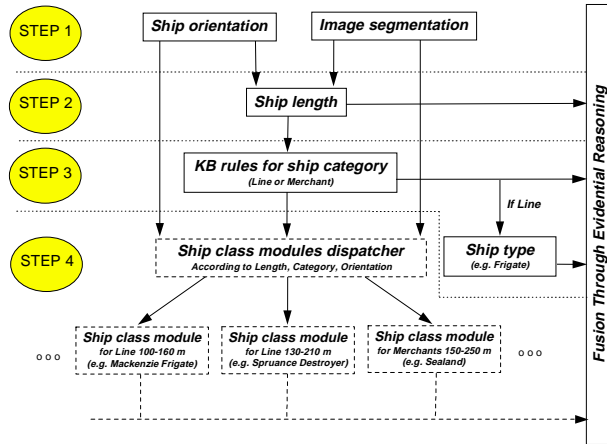 STEP 1
Ship orientation
Image segmentation
STEP 2
Ship length
STEP 3
KB rules for ship category
(Line or Merchant)
If Line
STEP 4
Ship class modules dispatcher
According to Length, Category, Orientation
Ship type
(e.g. Frigate)
o o o
Ship class module
for Line 100-160 m
(e.g. Mackenzie Frigate)
Ship class module
for Line 130-210 m
(e.g. Spruance Destroyer)
Ship class module
for Merchants 150-250 m
(e.g. Sealand)
o o o
Fusion Through Evidential Reasoning